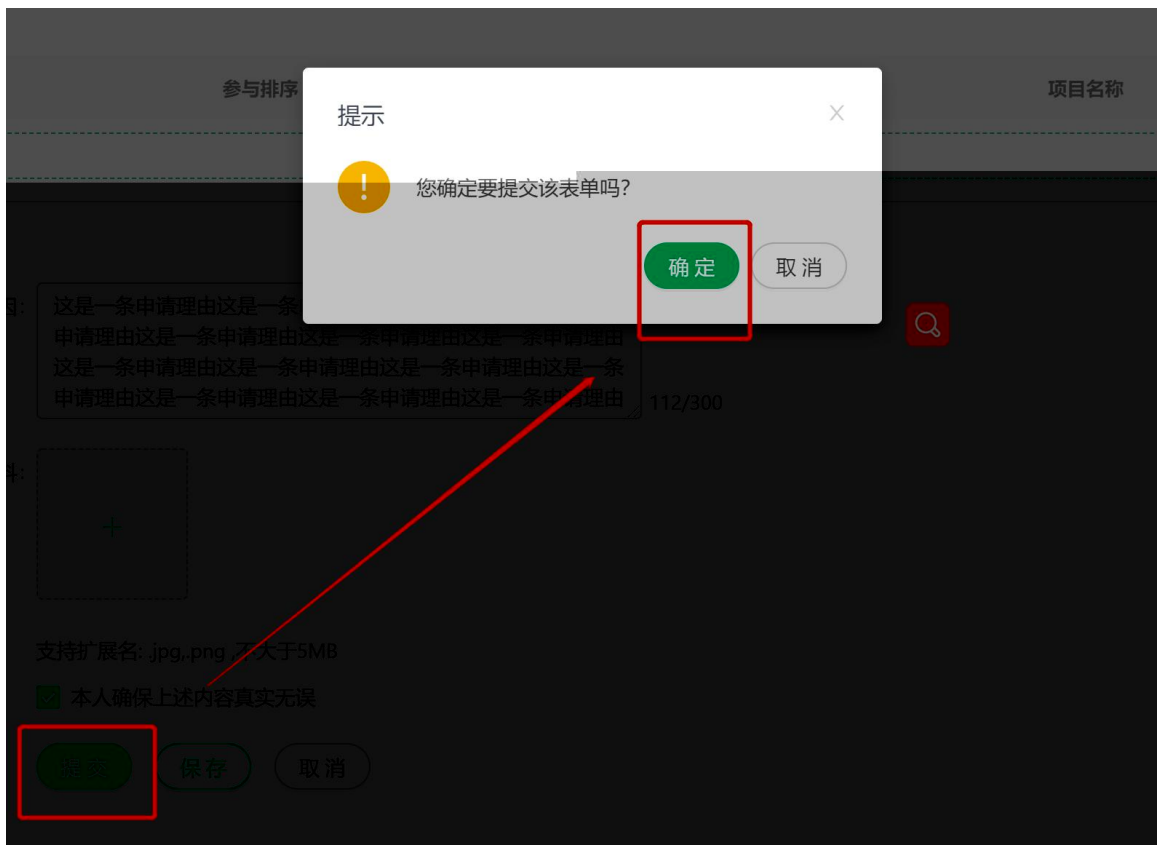 参与排序
项目名称
提示
您确定要提交该表单吗?
确定
取消
这是一条申请理由这是一条
申请理由这是一条申请理由这是一条申请理由这是一条申请理由
这是一条申请理由这是一条申请理由这是一条申请理由这是一条
申请理由这是一条申请理由这是一条申请理由这是一条申请理由
112/300
支持扩展名: .jpg,.png ,不大于5MB
本人确保上述内容真实无误
提交
保存
取消